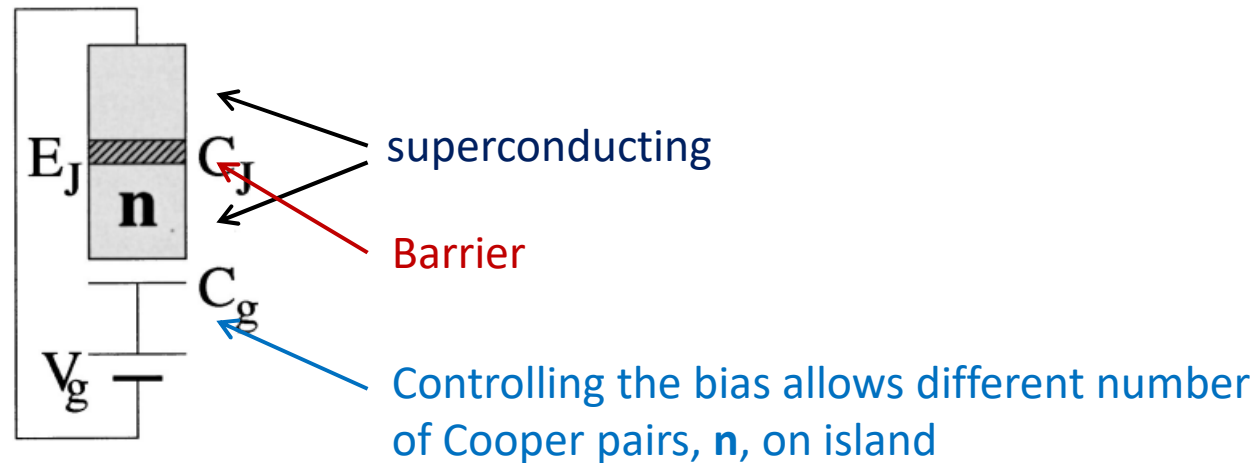 superconducting
E_J C_J
n
Barrier
C_g
V_g
Controlling the bias allows different number
of Cooper pairs, n, on island